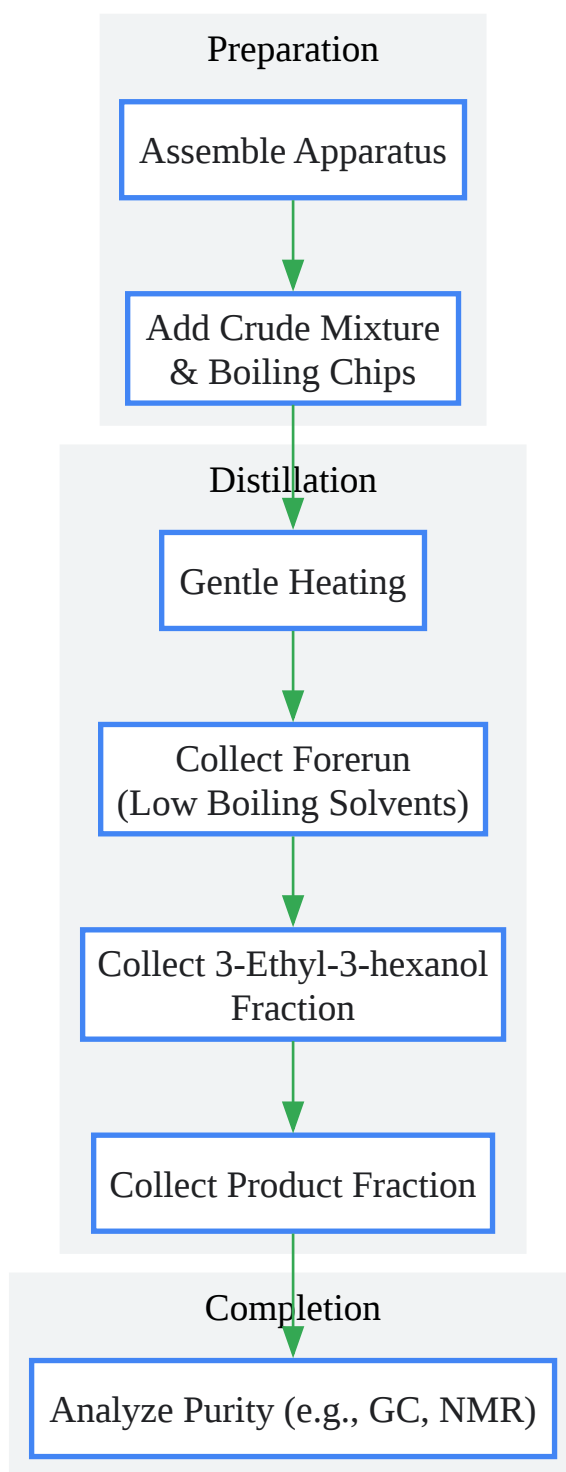 Preparation
Assemble Apparatus
Add Crude Mixture
& Boiling Chips
Distillation
Gentle Heating
Collect Forerun
(Low Boiling Solvents)
Collect 3-Ethyl-3-hexanol
Fraction
Collect Product Fraction
Completion
Analyze Purity (e.g., GC, NMR)